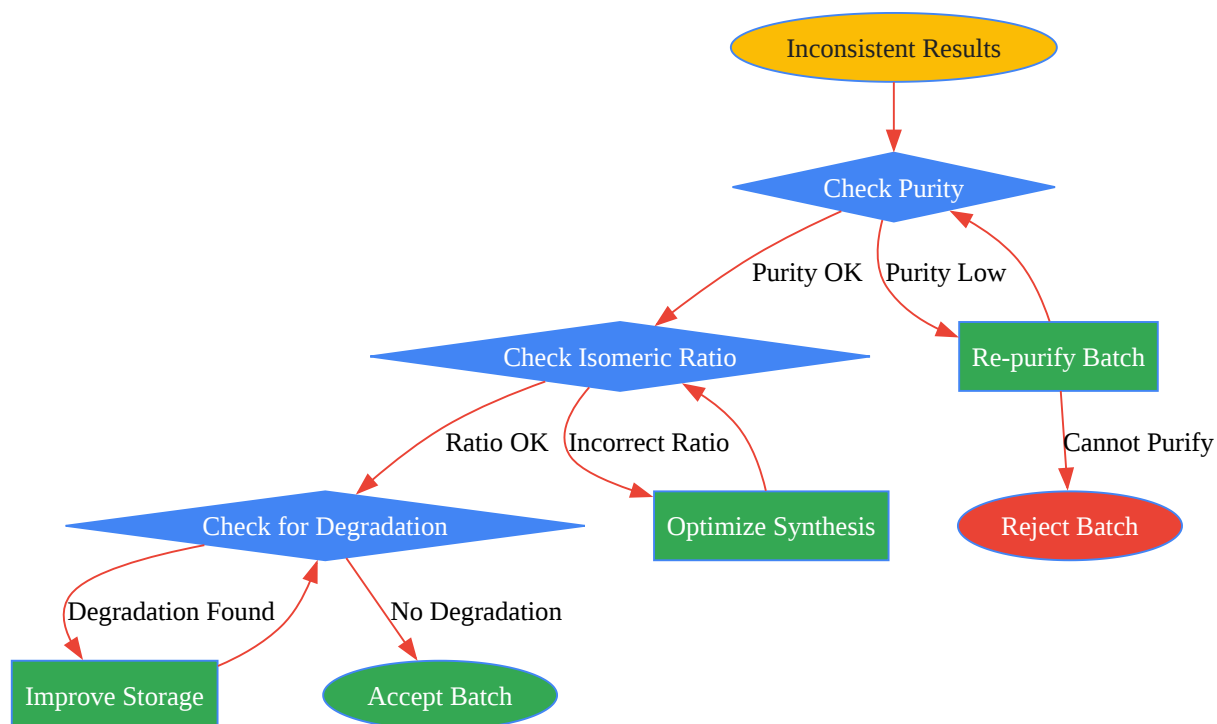 Inconsistent Results
Check Purity
Purity OK
Purity Low
Check Isomeric Ratio
Re-purify Batch
Ratio OK
Incorrect Ratio
Cannot Purify
Check for Degradation
Optimize Synthesis
Reject Batch
Degradation Found
No Degradation
Improve Storage
Accept Batch